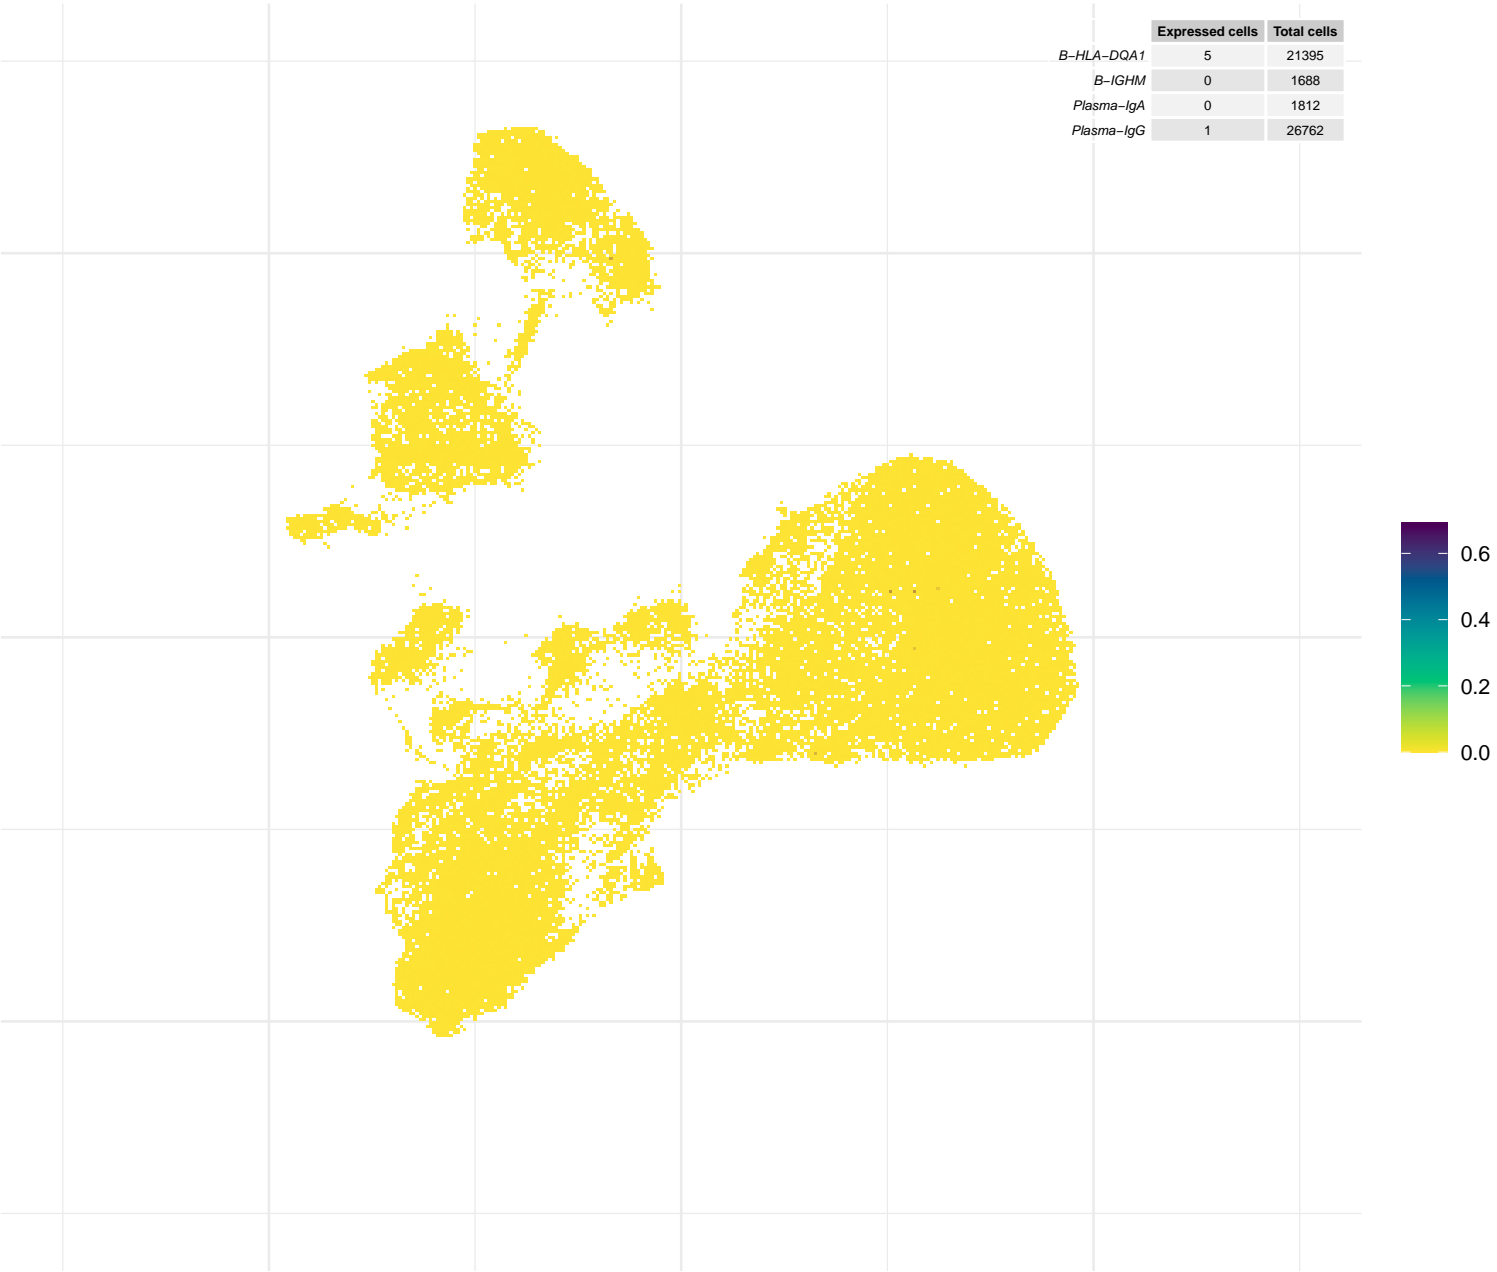 Expressed cells Total cells
B−HLA−DQA1 5 21395
B−IGHM 0 1688
Plasma−IgA 0 1812
Plasma−IgG 1 26762
0.6
0.4
0.2
0.0